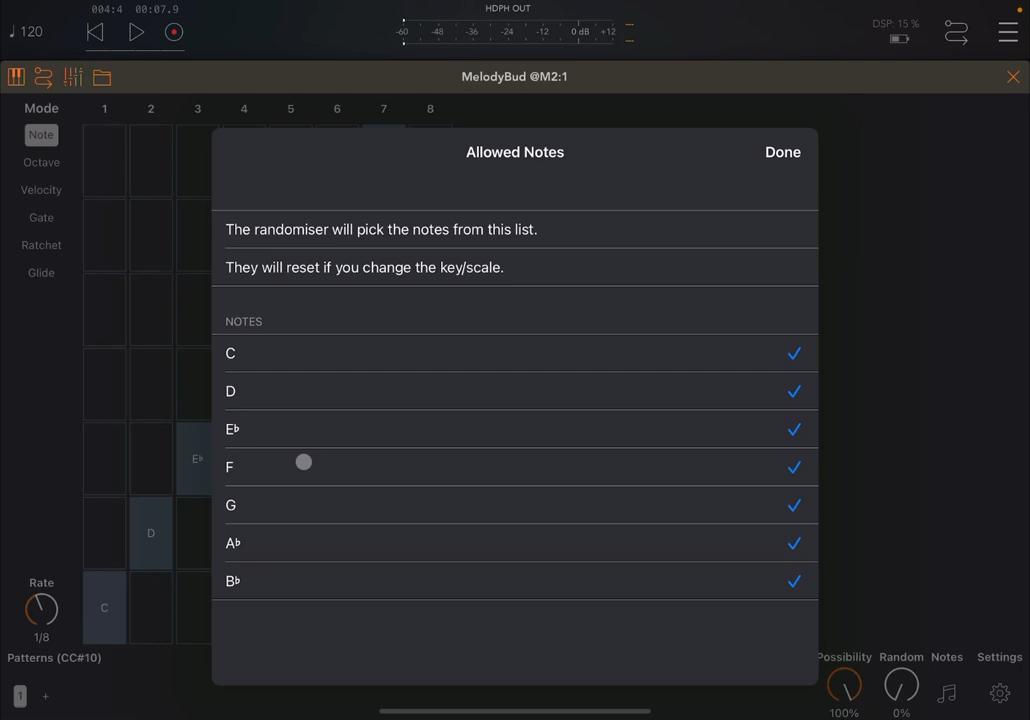 004:4 00:07.9
HDPH OUT
♩ 120
-60 -48 -36 -24 -12 0 dB +12
DSP: 15 %
MelodyBud @M2:1
Mode 1 2 3 4 5 6 7 8
Note
Octave
Velocity
Gate
Ratchet
Glide
Allowed Notes
Done
The randomiser will pick the notes from this list.
They will reset if you change the key/scale.
NOTES
C
D
E♭
F
G
A♭
B♭
E♭
D
C
Rate
1/8
Patterns (CC#10)
1 +
Possibility Random Notes Settings
100% 0%